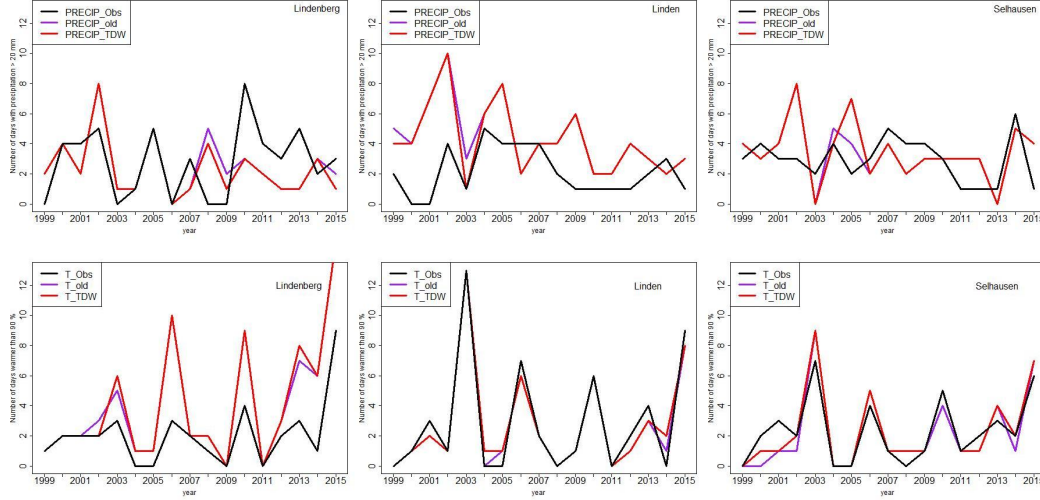 Lindenberg
PRECIP_Obs
PRECIP_old
PRECIP_TDW
Number of days with precipitation > 20 mm
0 2 4 6 8 10 12
1999 2001 2003 2005 2007 2009 2011 2015
year
Linden
PRECIP_Obs
PRECIP_old
PRECIP_TDW
Number of days with precipitation > 20 mm
0 2 4 6 8 10 12
1999 2001 2003 2005 2007 2009 2011 2015
year
Selhausen
PRECIP_Obs
PRECIP_old
PRECIP_TDW
Number of days with precipitation > 20 mm
0 2 4 6 8 10 12
1999 2001 2003 2005 2007 2009 2011 2015
year
Lindenberg
T_Obs
T_old
T_TDW
Number of days warmer than 90 %
0 2 4 6 8 10 12
1999 2001 2003 2005 2007 2009 2011 2015
year
Linden
T_Obs
T_old
T_TDW
Number of days warmer than 90 %
0 2 4 6 8 10 12
1999 2001 2003 2005 2007 2009 2011 2015
year
Selhausen
T_Obs
T_old
T_TDW
Number of days warmer than 90 %
0 2 4 6 8 10 12
1999 2001 2003 2005 2007 2009 2011 2015
year